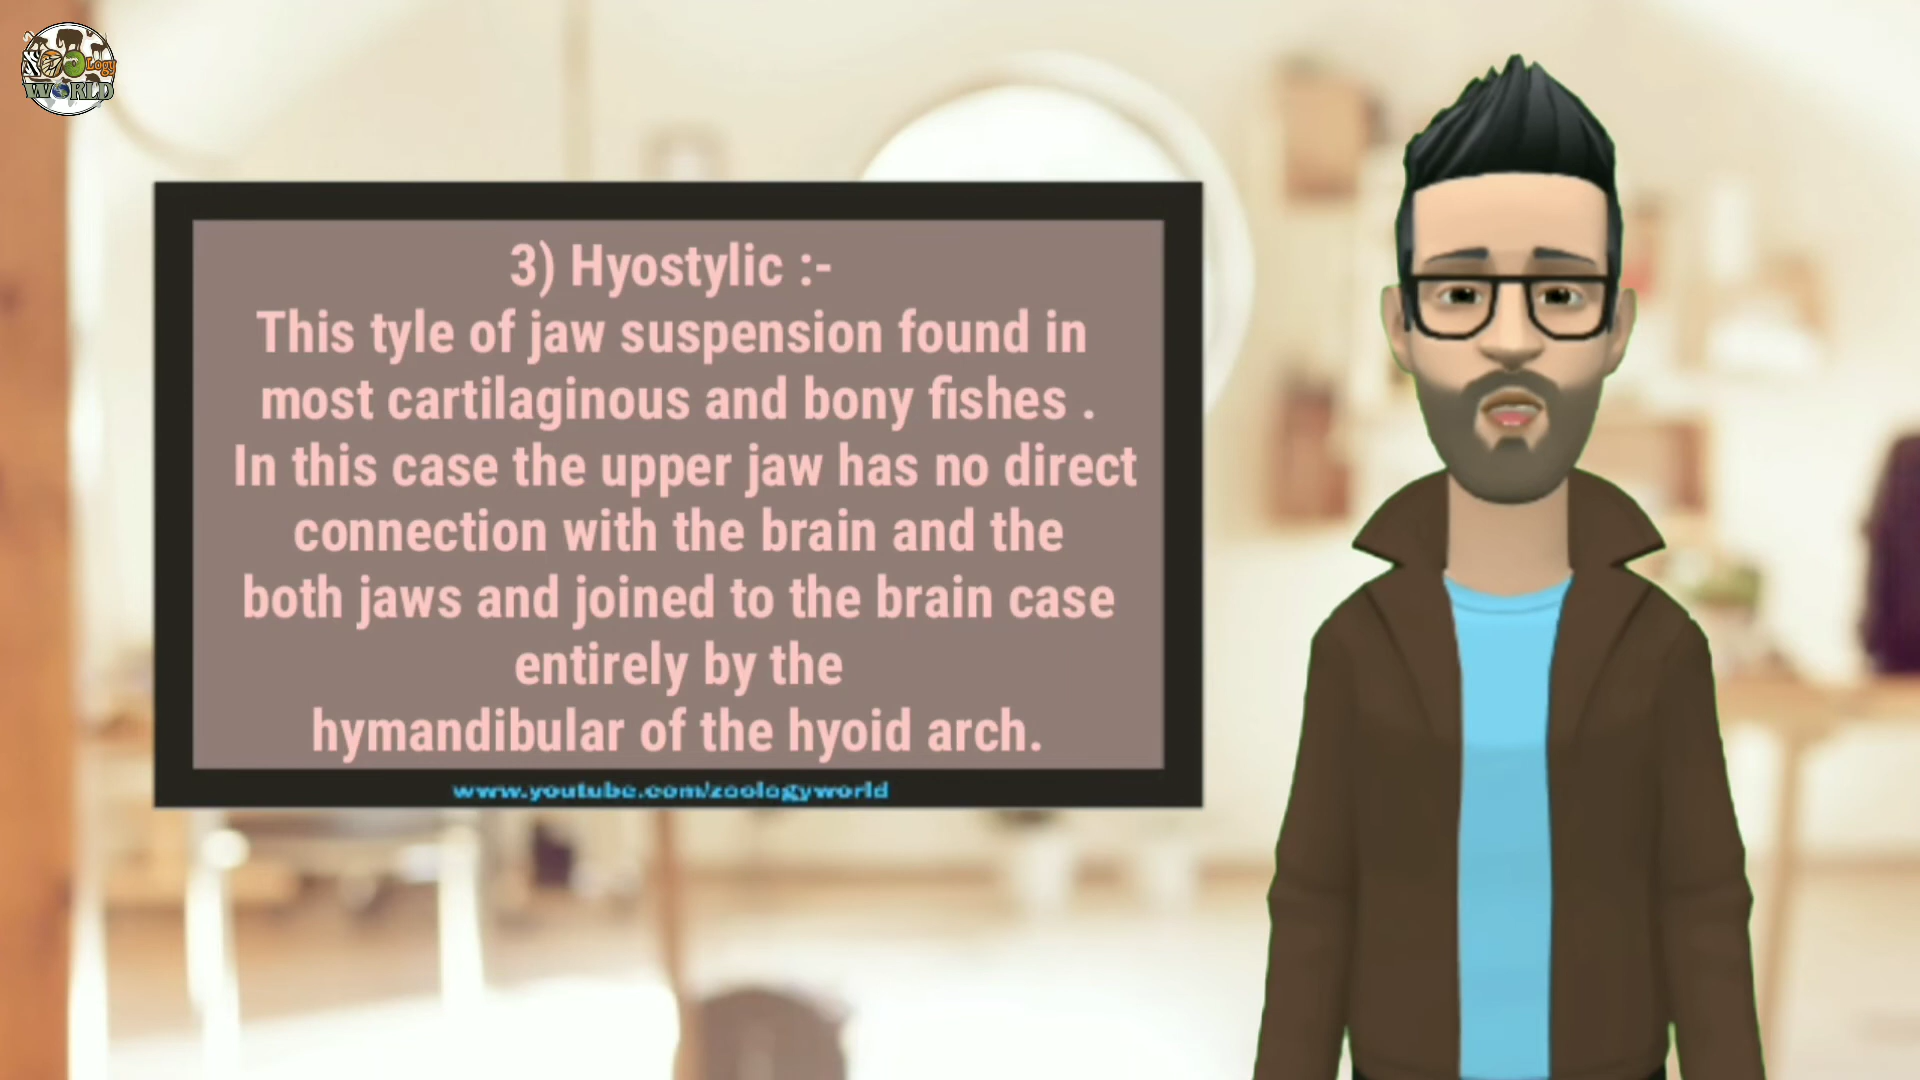 ZOOLogy
WORLD
3) Hyostylic :-
This tyle of jaw suspension found in
most cartilaginous and bony fishes .
In this case the upper jaw has no direct
connection with the brain and the
both jaws and joined to the brain case
entirely by the
hymandibular of the hyoid arch.
www.youtube.com/zoologyworld